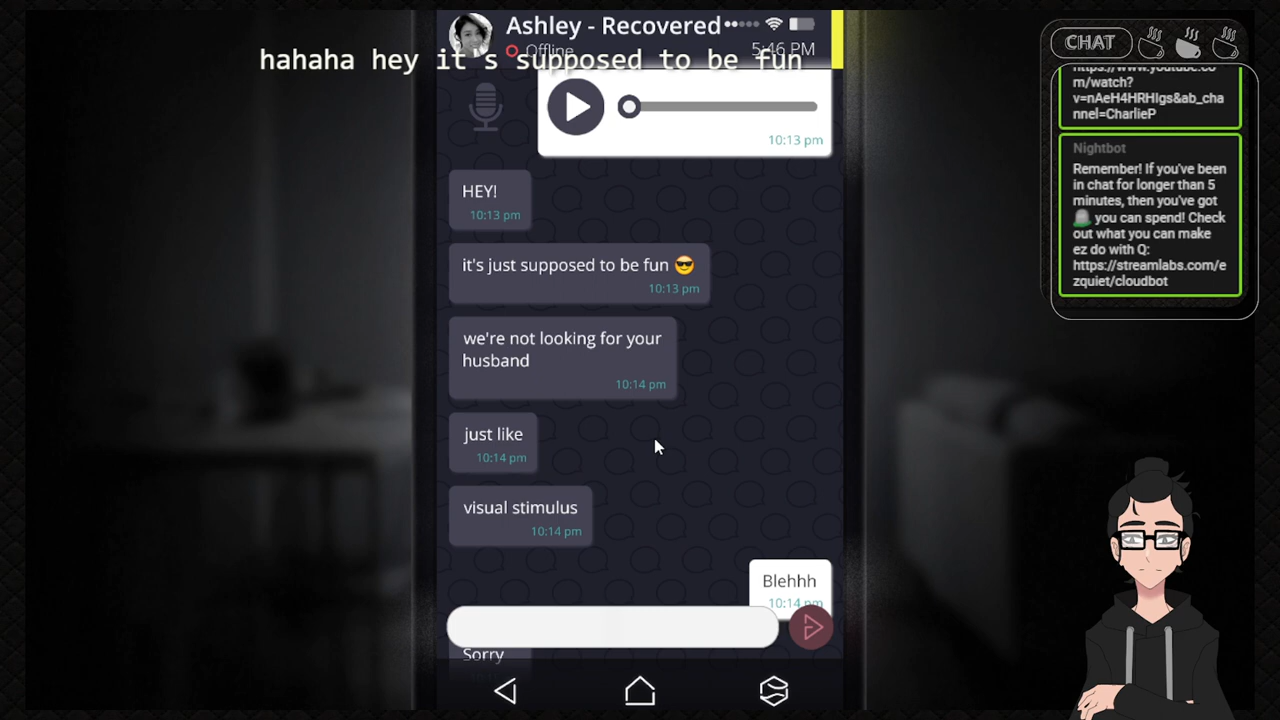 Ashley - Recovered
Offline
5:46 PM
hahaha hey it's supposed to be fun
10:13 pm
HEY!
10:13 pm
it's just supposed to be fun 😎
10:13 pm
we're not looking for your
husband
10:14 pm
just like
10:14 pm
visual stimulus
10:14 pm
Blehhh
10:14 pm
Sorry
CHAT
https://www.youtube.co
m/watch?
v=nAeH4HRHIgs&ab_cha
nnel=CharlieP
Nightbot
Remember! If you've been
in chat for longer than 5
minutes, then you've got
you can spend! Check
out what you can make
ez do with Q:
https://streamlabs.com/e
zquiet/cloudbot